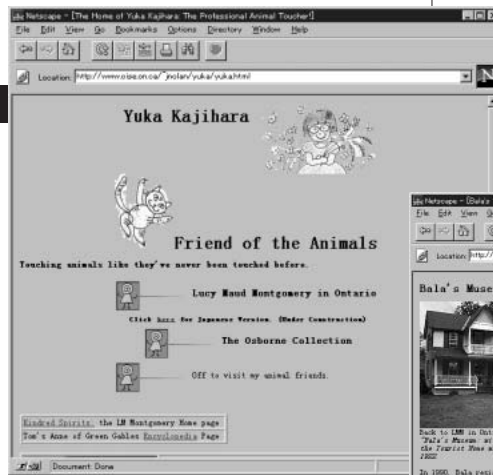 Netscape - [The Home of Yuka Kajihara: The Professional Animal Toucher!]
File Edit View Go Bookmarks Options Directory Window Help
Location: http://www.oise.on.ca/~jnolan/yuka/yuka.html
N
Yuka Kajihara
Friend of the Animals
Touching animals like they've never been touched before.
Lucy Maud Montgomery in Ontario
Click here for Japanese Version. (Under Construction)
The Osborne Collection
Off to visit my animal friends.
Kindred Spirits: the LM Montgomery Home page
Tom's Anne of Green Gables Encyclopedia Page
Document: Done
Netscape - [Bala's
File Edit View G
Location: http://
Bala's Muse
Back to LMM in Ont
"Bala's Museum:
the Tourist Home
1922
In 1990, Bala resi